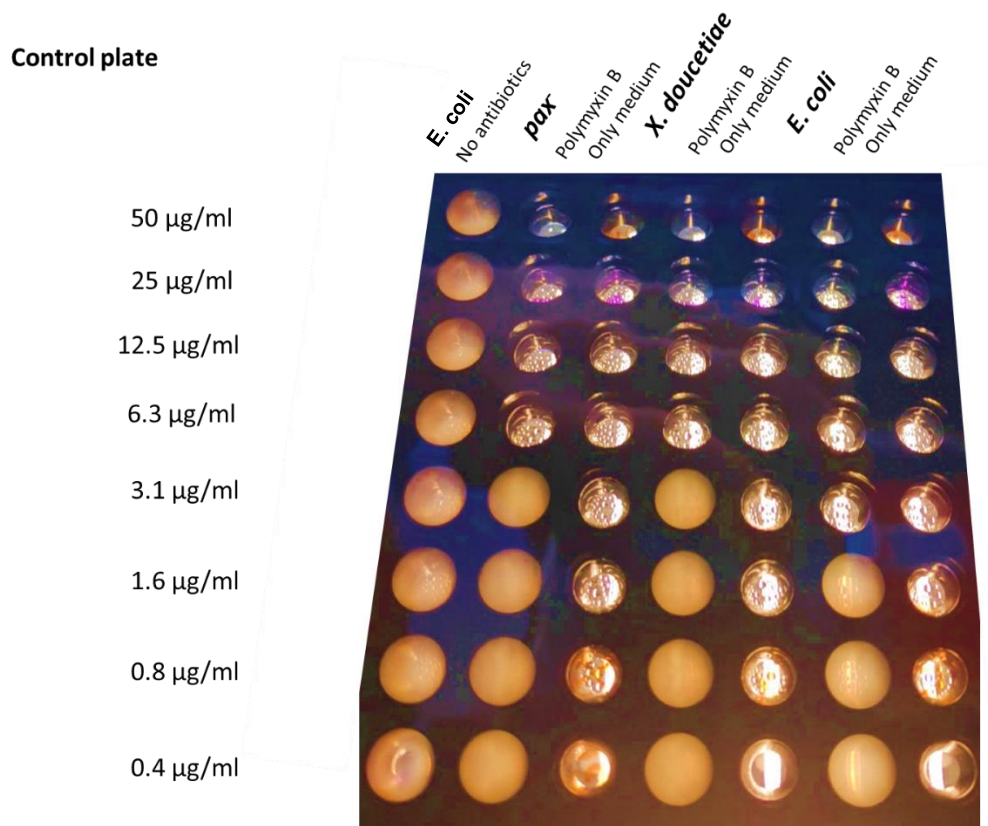 Control plate
E. coli
No antibiotics
pax-
Polymyxin B
Only medium
X. doucetiae
Polymyxin B
Only medium
E. coli
Polymyxin B
Only medium
50 µg/ml
25 µg/ml
12.5 µg/ml
6.3 µg/ml
3.1 µg/ml
1.6 µg/ml
0.8 µg/ml
0.4 µg/ml